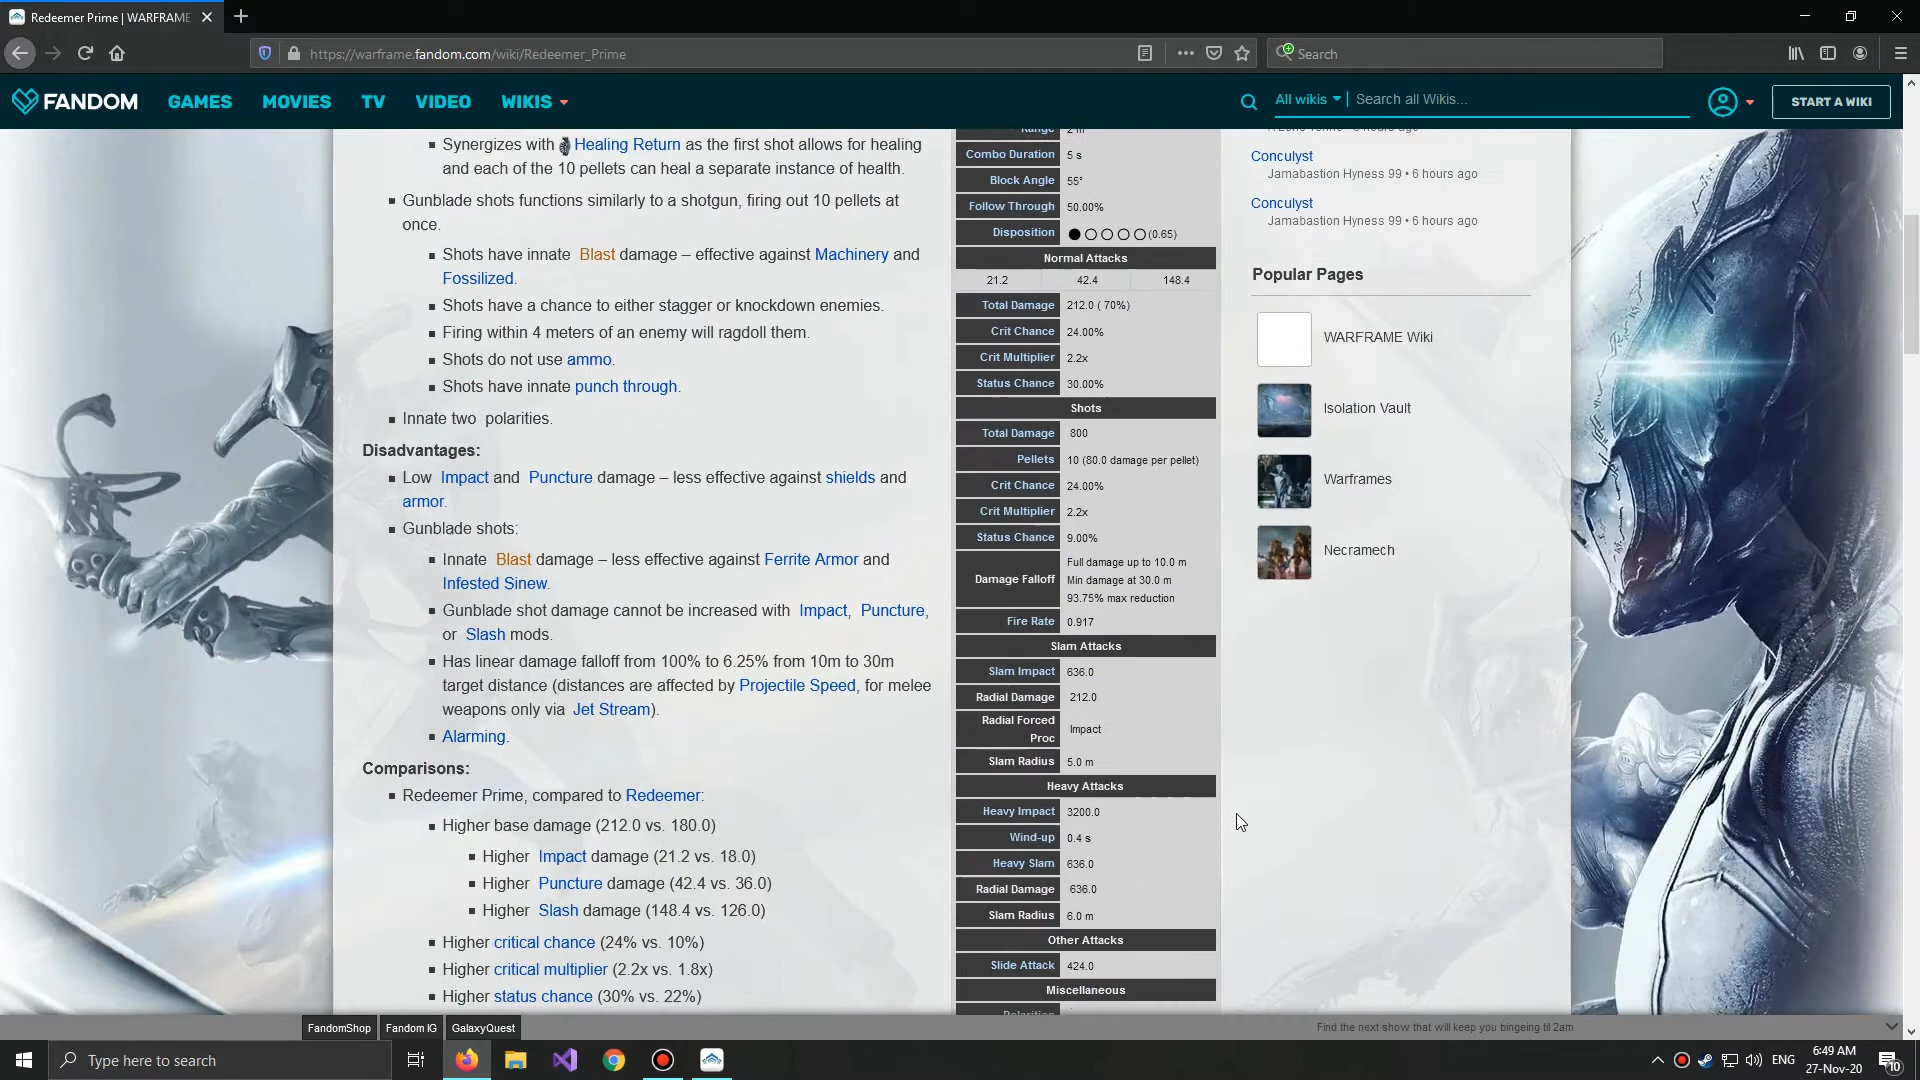 Redeemer Prime | WARFRAME
https://warframe.fandom.com/wiki/Redeemer_Prime
Search
FANDOM
GAMES
MOVIES
TV
VIDEO
WIKIS
All wikis
Search all Wikis...
START A WIKI
Synergizes with Healing Return as the first shot allows for healing
and each of the 10 pellets can heal a separate instance of health.
Gunblade shots functions similarly to a shotgun, firing out 10 pellets at
once.
Shots have innate Blast damage – effective against Machinery and
Fossilized.
Shots have a chance to either stagger or knockdown enemies.
Firing within 4 meters of an enemy will ragdoll them.
Shots do not use ammo.
Shots have innate punch through.
Innate two polarities.
Disadvantages:
Low Impact and Puncture damage – less effective against shields and
armor.
Gunblade shots:
Innate Blast damage – less effective against Ferrite Armor and
Infested Sinew.
Gunblade shot damage cannot be increased with Impact, Puncture,
or Slash mods.
Has linear damage falloff from 100% to 6.25% from 10m to 30m
target distance (distances are affected by Projectile Speed, for melee
weapons only via Jet Stream).
Alarming.
Comparisons:
Redeemer Prime, compared to Redeemer:
Higher base damage (212.0 vs. 180.0)
Higher Impact damage (21.2 vs. 18.0)
Higher Puncture damage (42.4 vs. 36.0)
Higher Slash damage (148.4 vs. 126.0)
Higher critical chance (24% vs. 10%)
Higher critical multiplier (2.2x vs. 1.8x)
Higher status chance (30% vs. 22%)
Range 2 m
Combo Duration 5 s
Block Angle 55°
Follow Through 50.00%
Disposition (0.65)
Normal Attacks
21.2 42.4 148.4
Total Damage 212.0 ( 70%)
Crit Chance 24.00%
Crit Multiplier 2.2x
Status Chance 30.00%
Shots
Total Damage 800
Pellets 10 (80.0 damage per pellet)
Crit Chance 24.00%
Crit Multiplier 2.2x
Status Chance 9.00%
Damage Falloff
Full damage up to 10.0 m
Min damage at 30.0 m
93.75% max reduction
Fire Rate 0.917
Slam Attacks
Slam Impact 636.0
Radial Damage 212.0
Radial Forced
Proc
Impact
Slam Radius 5.0 m
Heavy Attacks
Heavy Impact 3200.0
Wind-up 0.4 s
Heavy Slam 636.0
Radial Damage 636.0
Slam Radius 6.0 m
Other Attacks
Slide Attack 424.0
Miscellaneous
Polarities
Conculyst
Jamabastion Hyness 99 • 6 hours ago
Conculyst
Jamabastion Hyness 99 • 6 hours ago
Popular Pages
WARFRAME Wiki
Isolation Vault
Warframes
Necramech
FandomShop
Fandom IG
GalaxyQuest
Find the next show that will keep you bingeing til 2am
Type here to search
ENG
6:49 AM
27-Nov-20
10